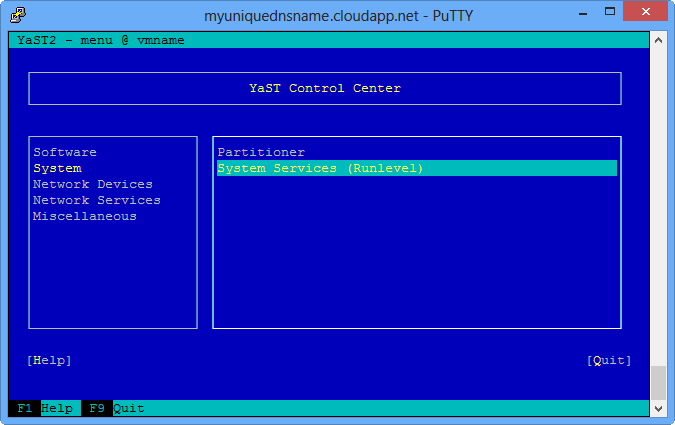 myuniquednsname.cloudapp.net - PuTTY
YaST2 - menu @ vmname
YaST Control Center
Software
System
Network Devices
Network Services
Miscellaneous
Partitioner
System Services (Runlevel)
[Help] [Quit]
F1 Help F9 Quit